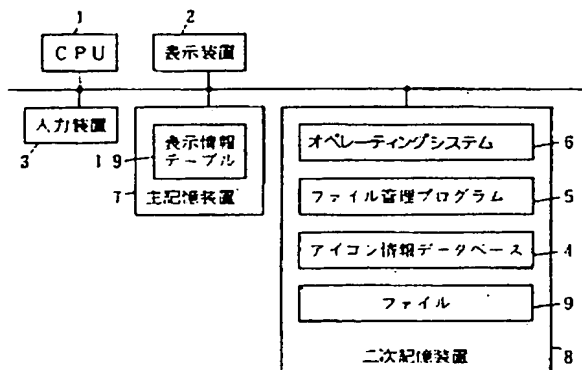 1
2
CPU
表示装置
入力装置
3
表示情報
テーブル
19
7
主記憶装置
オペレーティングシステム
6
ファイル管理プログラム
5
アイコン情報データベース
4
ファイル
9
二次記憶装置
8